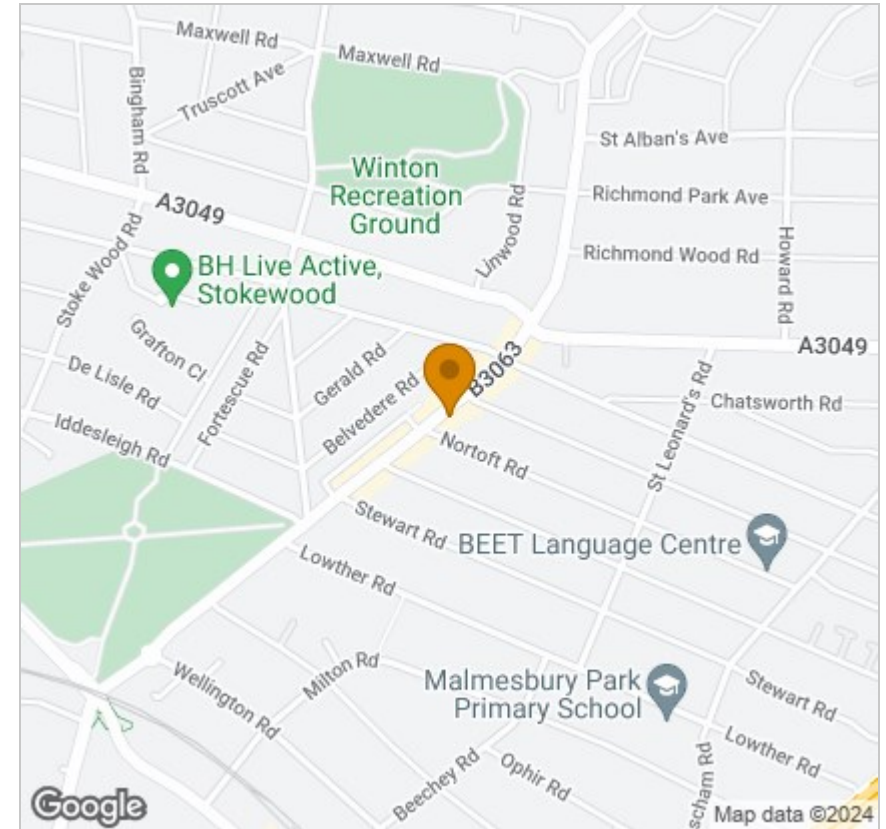 Maxwell Rd
Maxwell Rd
Bingham Rd
Truscott Ave
St Alban's Ave
Winton
Recreation
Ground
Richmond Park Ave
A3049
Linwood Rd
Howard Rd
Stoke Wood Rd
BH Live Active,
Stokewood
Richmond Wood Rd
Grafton Cl
Gerald Rd
B3063
A3049
De Lisle Rd
Fortescue Rd
Belvedere Rd
St Leonard's Rd
Chatsworth Rd
Iddesleigh Rd
Nortoft Rd
Stewart Rd
BEET Language Centre
Lowther Rd
Wellington Rd
Milton Rd
Malmesbury Park
Primary School
Stewart Rd
Lowther Rd
Beechey Rd
Ophir Rd
scham Rd
Google
Map data ©2024